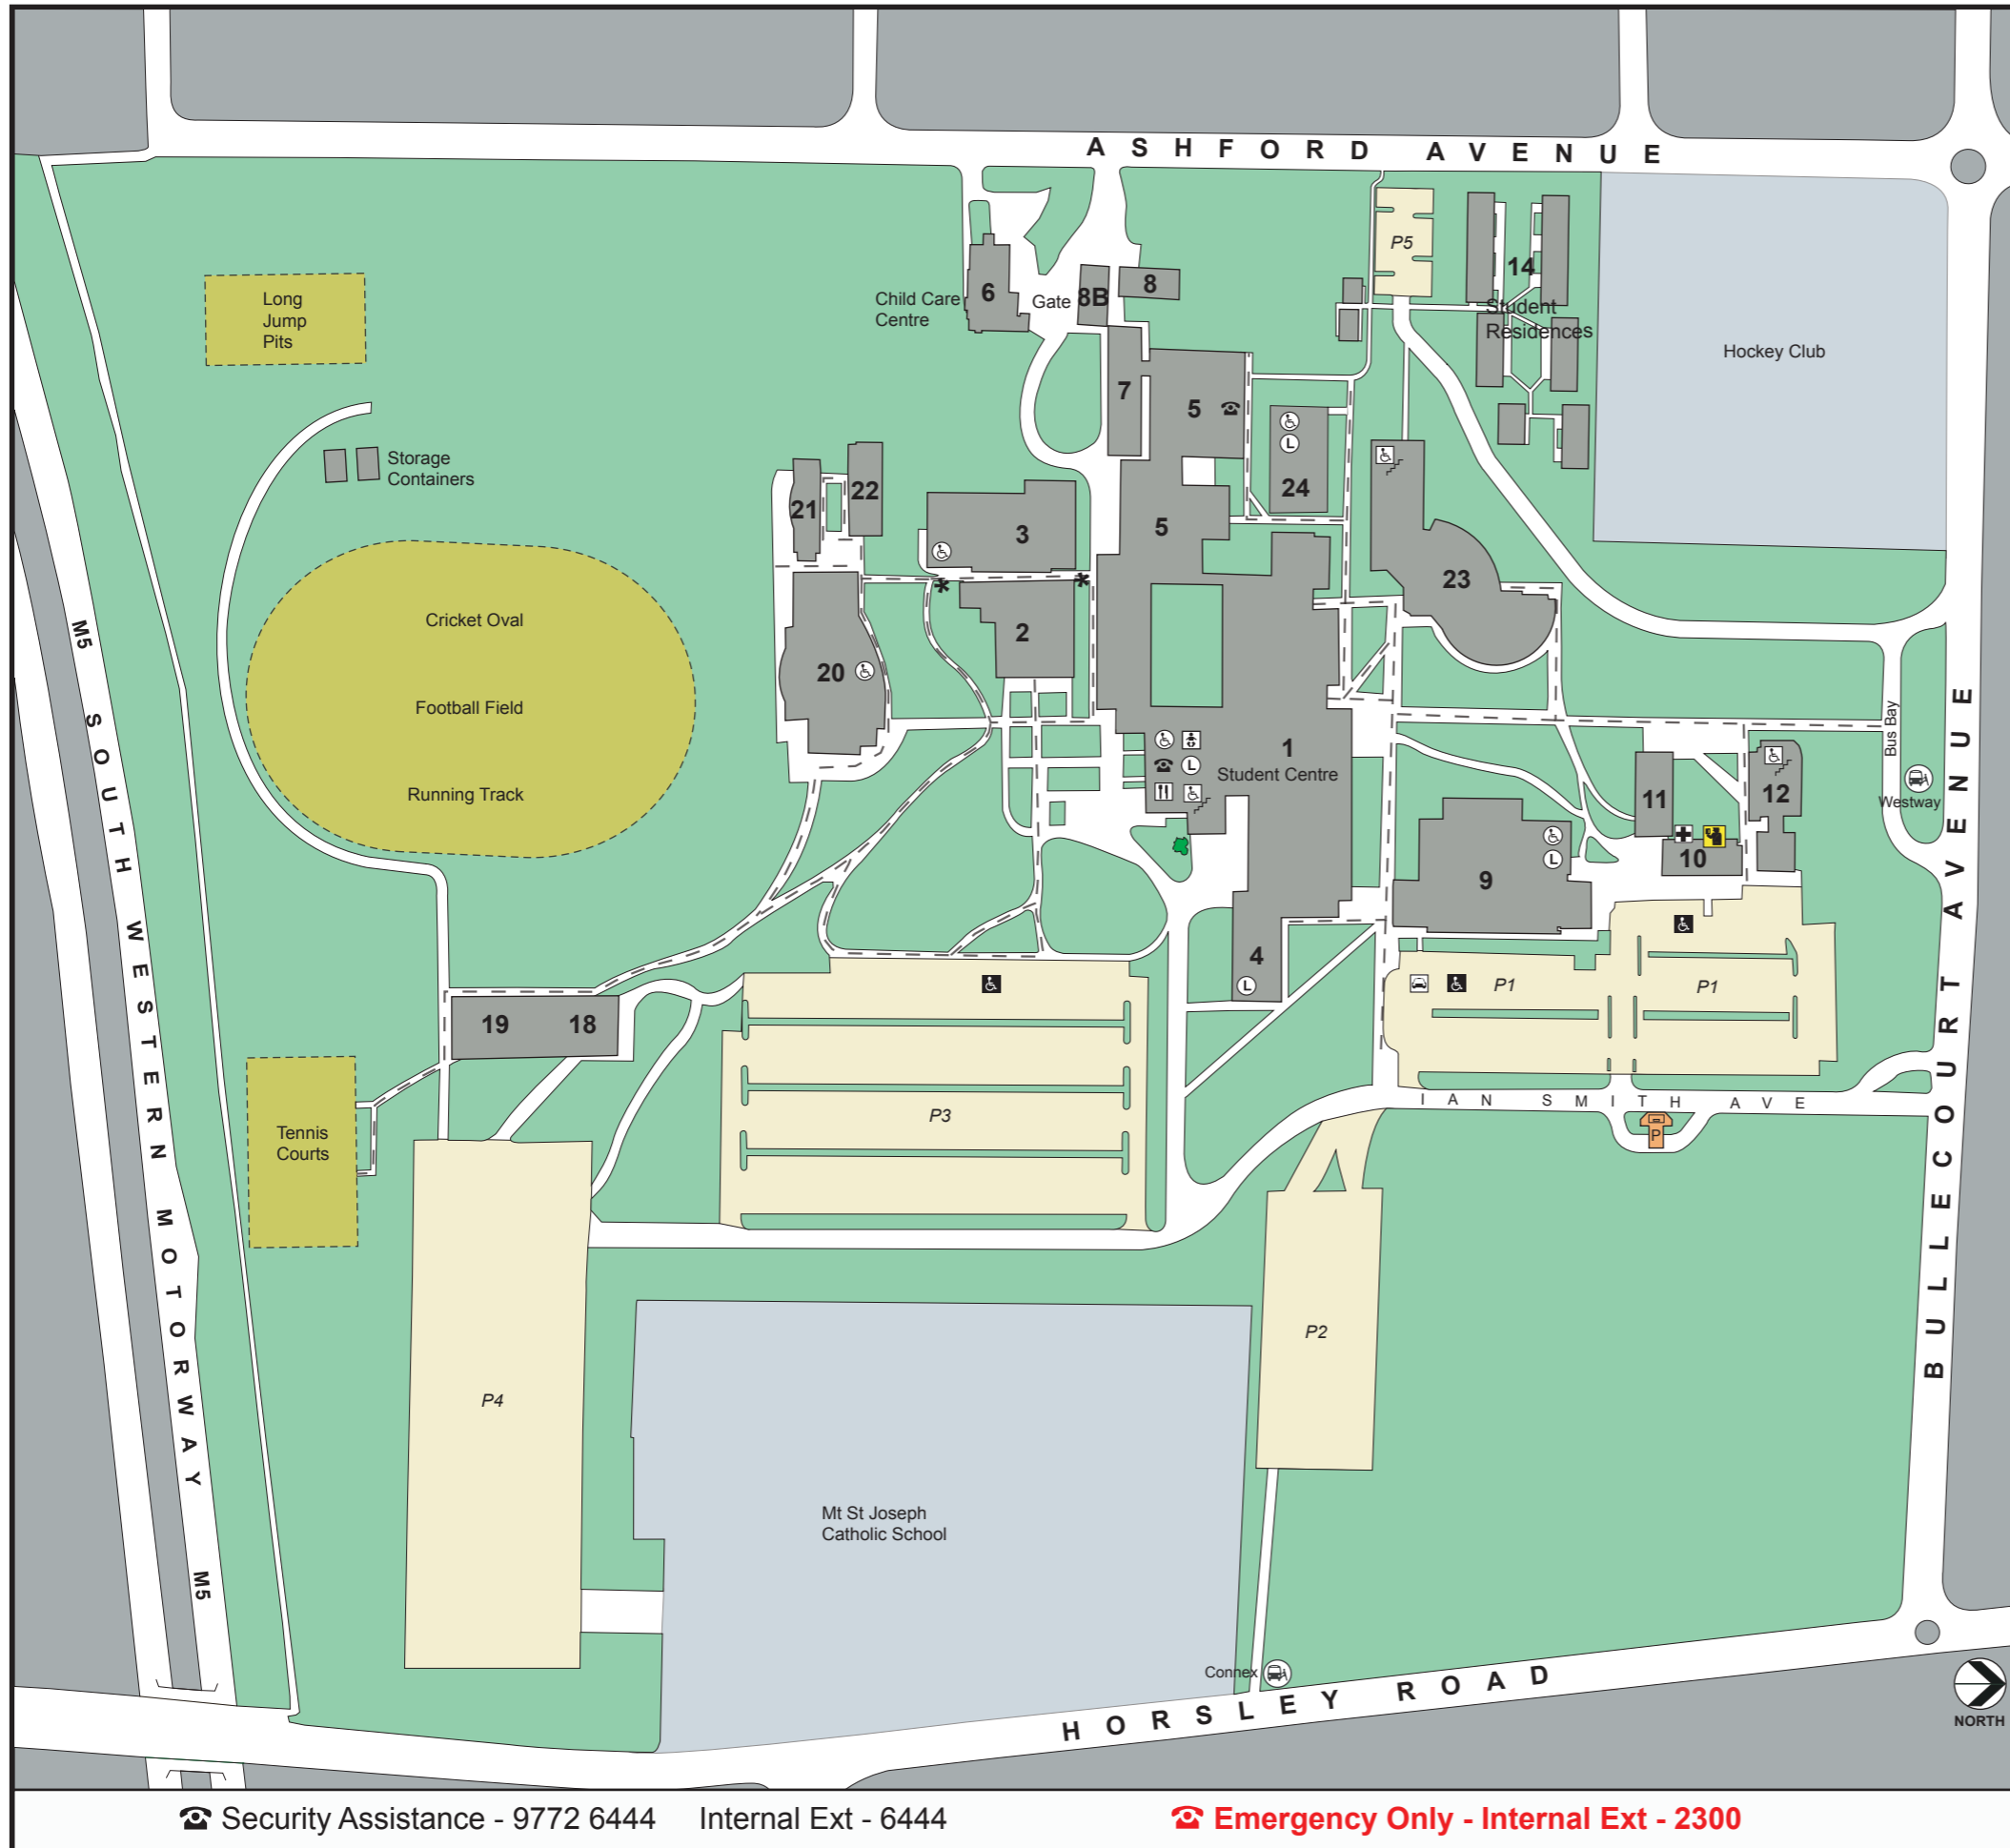 ASHFORD AVENUE
P5
14
Student
Residences
Hockey Club
Long
Jump
Pits
Child Care
Centre
6
Gate
8B
8
7
5
24
Storage
Containers
21
22
3
5
23
Cricket Oval
Football Field
Running Track
20
2
1
Student Centre
L
L
L
L
11
12
10
9
4
Bus Bay
Westway
M5 SOUTH WESTERN MOTORWAY M5
BULLECOURT AVENUE
19
18
P1
P1
P3
IAN SMITH AVE
P
Tennis
Courts
P4
P2
Mt St Joseph
Catholic School
Connex
HORSLEY ROAD
NORTH
Security Assistance - 9772 6444 Internal Ext - 6444
Emergency Only - Internal Ext - 2300